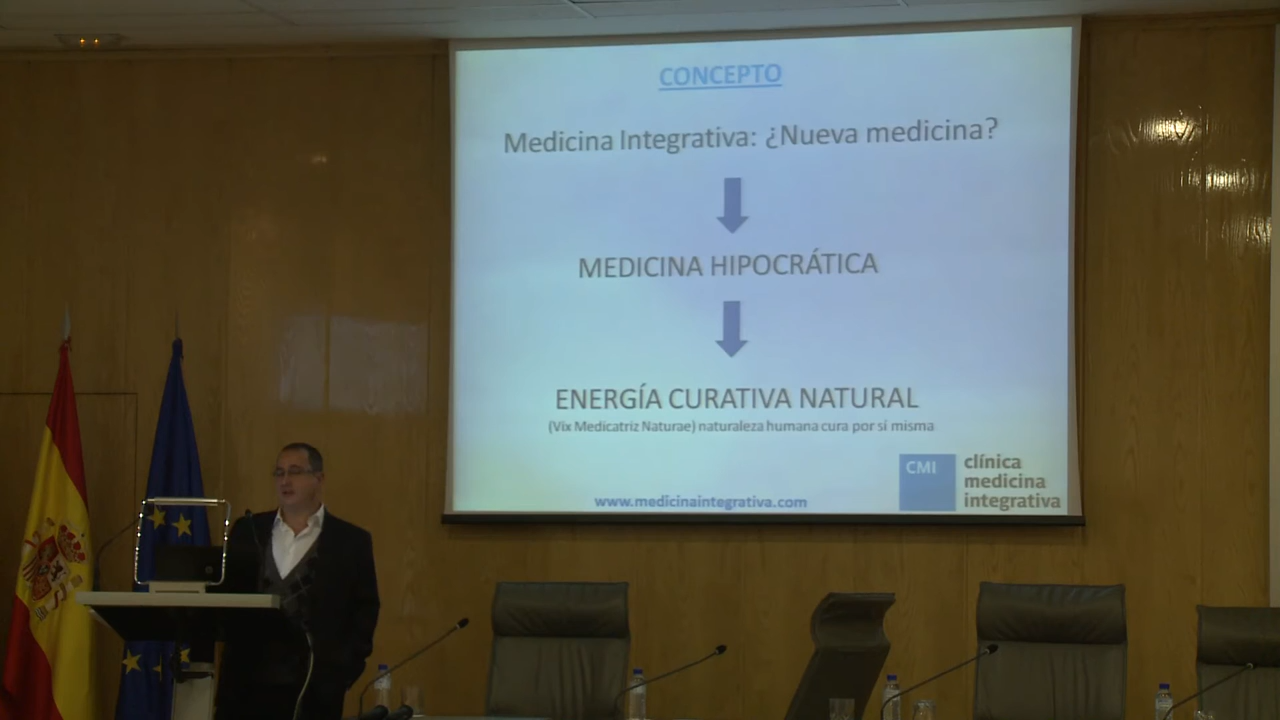 CONCEPTO
Medicina Integrativa: ¿Nueva medicina?
MEDICINA HIPOCRÁTICA
ENERGÍA CURATIVA NATURAL
(Vix Medicatriz Naturae) naturaleza humana cura por sí misma
CMI
clínica
medicina
integrativa
www.medicinaintegrativa.com